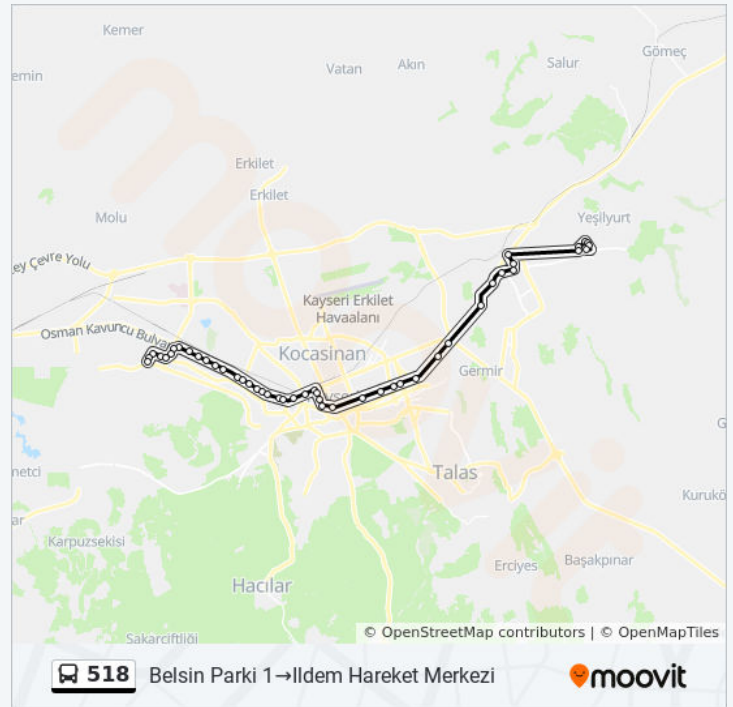 Kemer
Gömeç
Salur
Akın
Vatan
emin
Erkilet
Erkilet
Yeşilyurt
Molu
ey Çevre Yolu
Kayseri Erkilet
Havaalanı
Osman Kavuncu Bulva
Kocasinan
Germir
G
Talas
netci
Kurukö
ar
Karpuzsekisi
Erciyes
Başakpınar
Hacılar
Sakarciftliği
© OpenStreetMap contributors | © OpenMapTiles
518 Belsin Parki 1→Ildem Hareket Merkezi
moovit